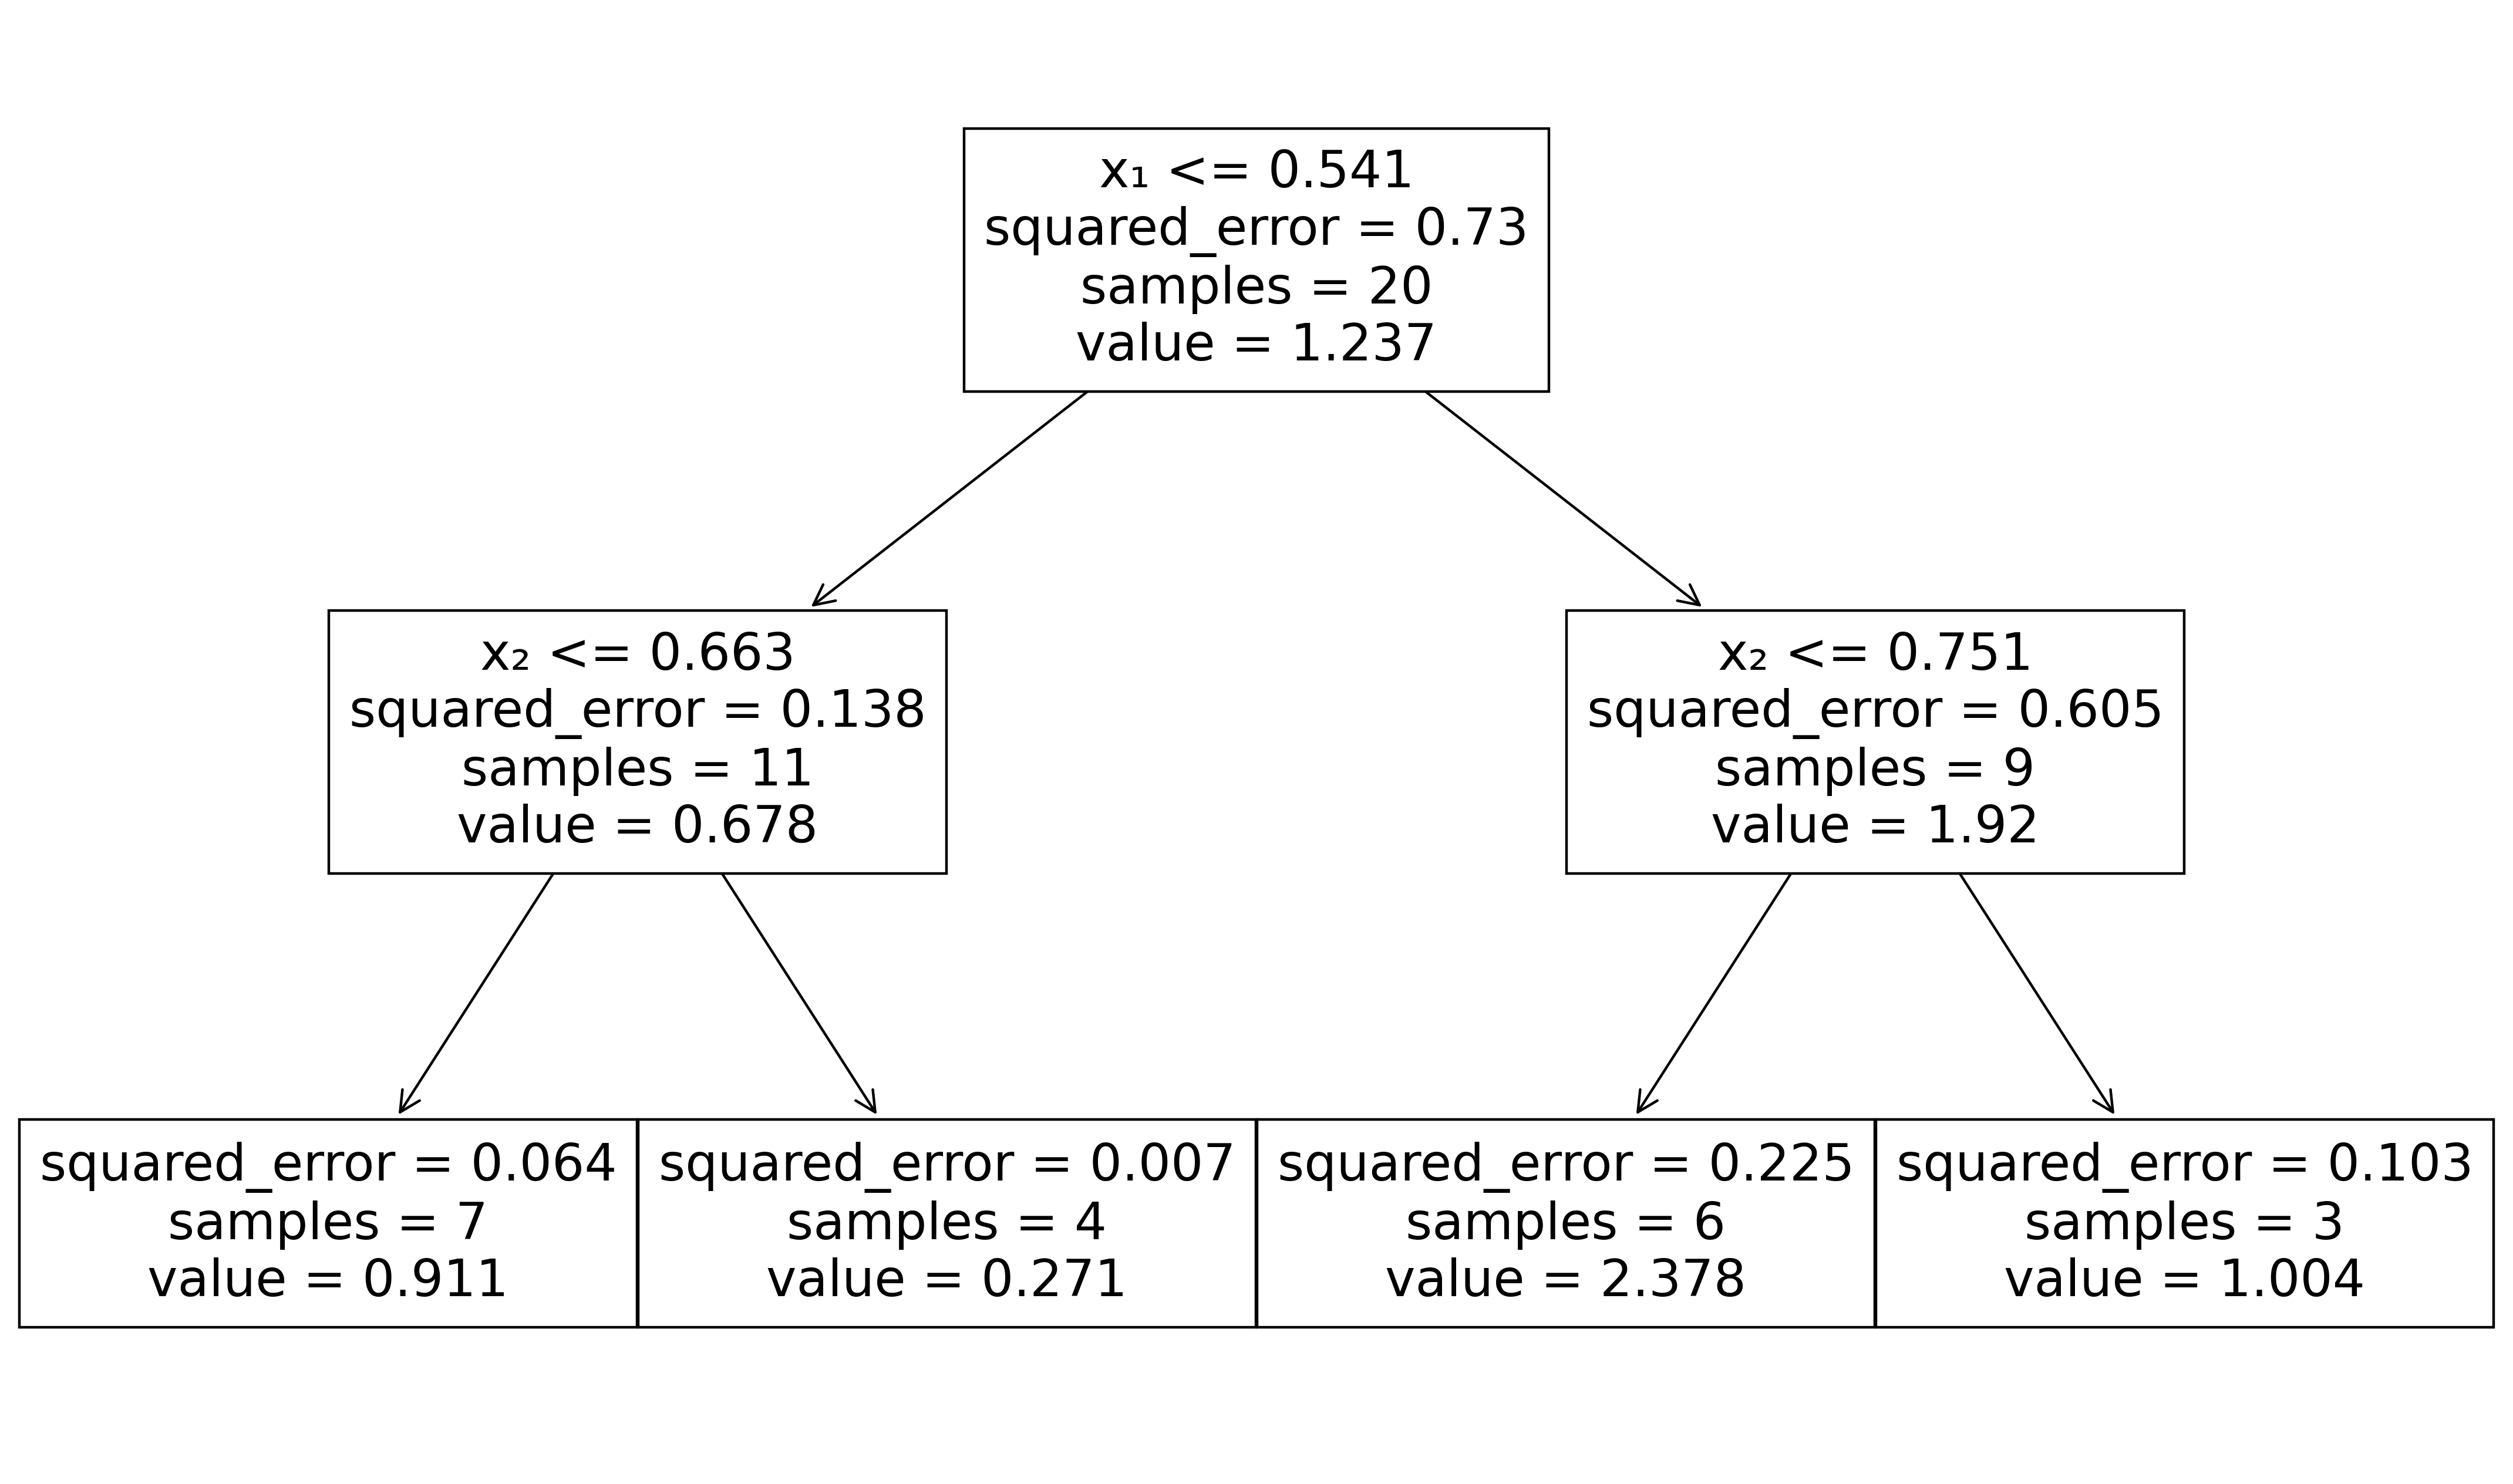 x₁ <= 0.541
squared_error = 0.73
samples = 20
value = 1.237
x₂ <= 0.663
squared_error = 0.138
samples = 11
value = 0.678
x₂ <= 0.751
squared_error = 0.605
samples = 9
value = 1.92
squared_error = 0.064
samples = 7
value = 0.911
squared_error = 0.007
samples = 4
value = 0.271
squared_error = 0.225
samples = 6
value = 2.378
squared_error = 0.103
samples = 3
value = 1.004